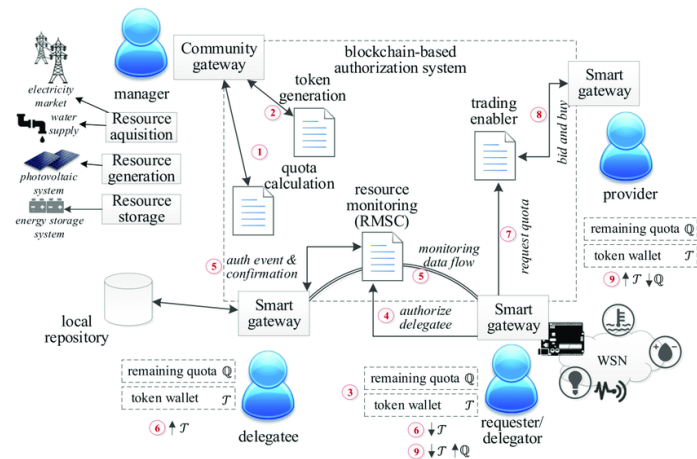 manager
Community
gateway
blockchain-based
authorization system
token
generation
②
①
quota
calculation
electricity
market
water
supply
Resource
aquisition
Resource
generation
photovoltaic
system
Resource
storage
energy storage
system
trading
enabler
⑧
bid and buy
Smart
gateway
provider
remaining quota ℚ
token wallet 𝒯
⑨ ↑ 𝒯 ↓ ℚ
resource
monitoring
(RMSC)
⑦
request quota
⑤ auth event &
confirmation
monitoring
data flow
⑤
④ authorize
delegatee
local
repository
Smart
gateway
Smart
gateway
WSN
remaining quota ℚ
token wallet 𝒯
⑥ ↑ 𝒯
delegatee
③
remaining quota ℚ
token wallet 𝒯
⑥ ↓ 𝒯
⑨ ↓ 𝒯 ↑ ℚ
requester/
delegator